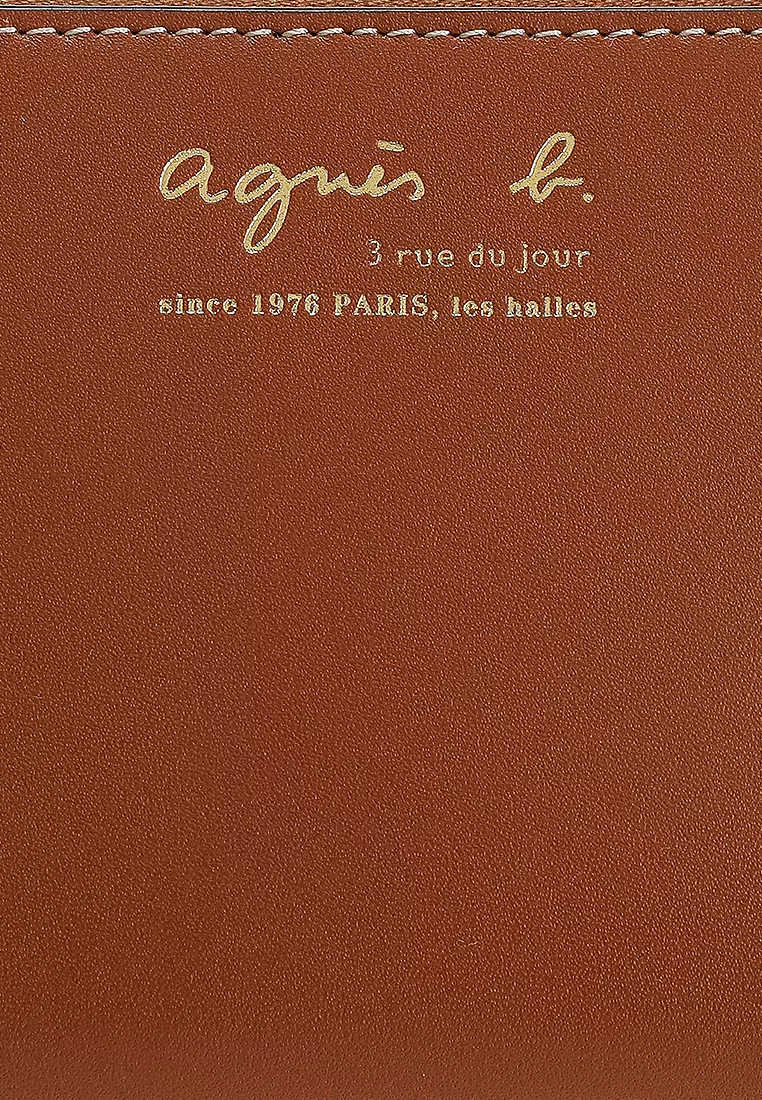 agnès b.
3 rue du jour
since 1976 PARIS, les halles